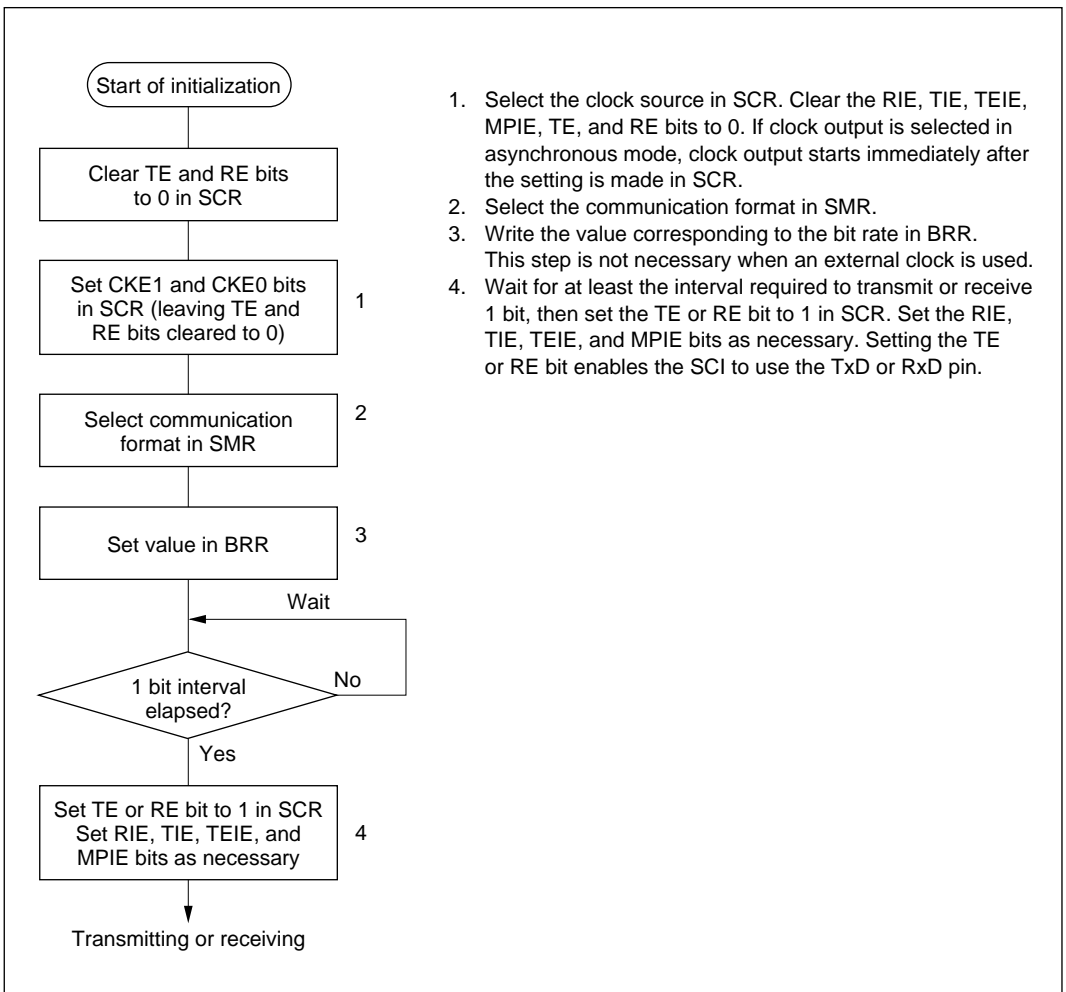 Start of initialization
Clear TE and RE bits
to 0 in SCR
Set CKE1 and CKE0 bits
in SCR (leaving TE and
RE bits cleared to 0)
1
Select communication
format in SMR
2
Set value in BRR
3
Wait
1 bit interval
elapsed?
No
Yes
Set TE or RE bit to 1 in SCR
Set RIE, TIE, TEIE, and
MPIE bits as necessary
4
Transmitting or receiving
1. Select the clock source in SCR. Clear the RIE, TIE, TEIE,
MPIE, TE, and RE bits to 0. If clock output is selected in
asynchronous mode, clock output starts immediately after
the setting is made in SCR.
2. Select the communication format in SMR.
3. Write the value corresponding to the bit rate in BRR.
This step is not necessary when an external clock is used.
4. Wait for at least the interval required to transmit or receive
1 bit, then set the TE or RE bit to 1 in SCR. Set the RIE,
TIE, TEIE, and MPIE bits as necessary. Setting the TE
or RE bit enables the SCI to use the TxD or RxD pin.